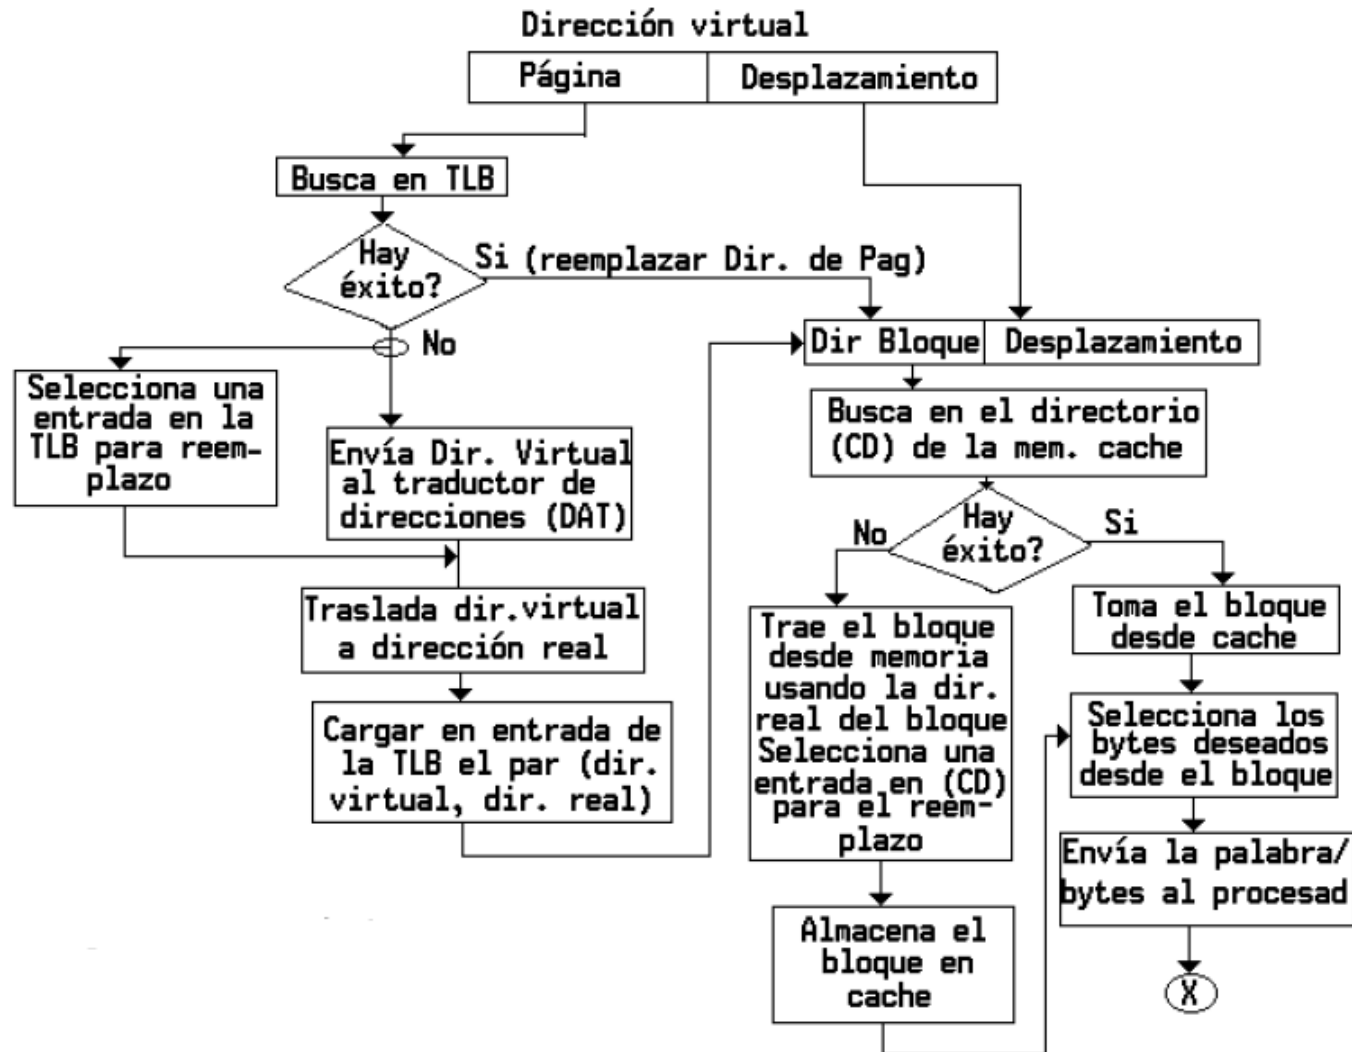 Dirección virtual
Página
Desplazamiento
Busca en TLB
Hay
éxito?
Si (reemplazar Dir. de Pag)
No
Selecciona una
entrada en la
TLB para reem-
plazo
Envía Dir. Virtual
al traductor de
direcciones (DAT)
Traslada dir.virtual
a dirección real
Cargar en entrada de
la TLB el par (dir.
virtual, dir. real)
Dir Bloque
Desplazamiento
Busca en el directorio
(CD) de la mem. cache
Hay
éxito?
No
Si
Trae el bloque
desde memoria
usando la dir.
real del bloque
Selecciona una
entrada en (CD)
para el reem-
plazo
Almacena el
bloque en
cache
Toma el bloque
desde cache
Selecciona los
bytes deseados
desde el bloque
Envía la palabra/
bytes al procesad
X